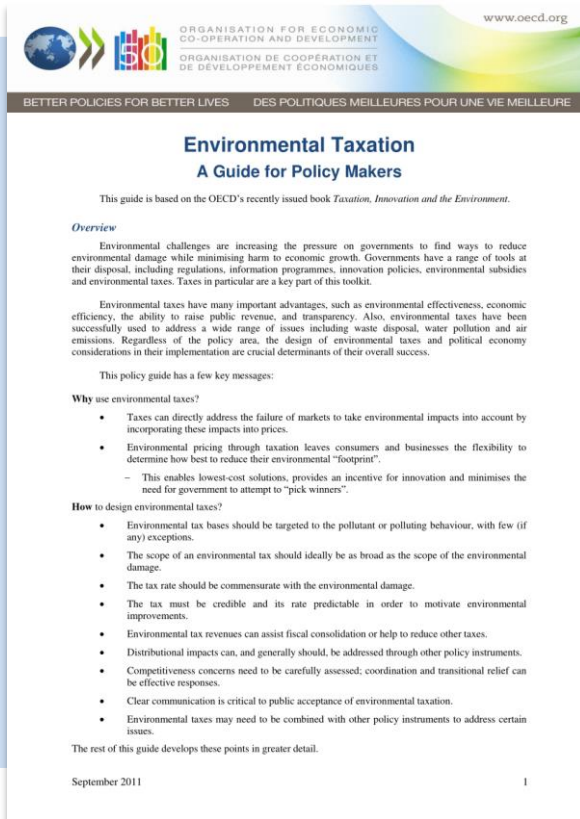 www.oecd.org
50
ORGANISATION FOR ECONOMIC
CO-OPERATION AND DEVELOPMENT
ORGANISATION DE COOPÉRATION ET
DE DÉVELOPPEMENT ÉCONOMIQUES
BETTER POLICIES FOR BETTER LIVES DES POLITIQUES MEILLEURES POUR UNE VIE MEILLEURE
Environmental Taxation
A Guide for Policy Makers
This guide is based on the OECD's recently issued book Taxation, Innovation and the Environment.
Overview
Environmental challenges are increasing the pressure on governments to find ways to reduce
environmental damage while minimising harm to economic growth. Governments have a range of tools at
their disposal, including regulations, information programmes, innovation policies, environmental subsidies
and environmental taxes. Taxes in particular are a key part of this toolkit.
Environmental taxes have many important advantages, such as environmental effectiveness, economic
efficiency, the ability to raise public revenue, and transparency. Also, environmental taxes have been
successfully used to address a wide range of issues including waste disposal, water pollution and air
emissions. Regardless of the policy area, the design of environmental taxes and political economy
considerations in their implementation are crucial determinants of their overall success.
This policy guide has a few key messages:
Why use environmental taxes?
• Taxes can directly address the failure of markets to take environmental impacts into account by
incorporating these impacts into prices.
• Environmental pricing through taxation leaves consumers and businesses the flexibility to
determine how best to reduce their environmental “footprint”.
− This enables lowest-cost solutions, provides an incentive for innovation and minimises the
need for government to attempt to “pick winners”.
How to design environmental taxes?
• Environmental tax bases should be targeted to the pollutant or polluting behaviour, with few (if
any) exceptions.
• The scope of an environmental tax should ideally be as broad as the scope of the environmental
damage.
• The tax rate should be commensurate with the environmental damage.
• The tax must be credible and its rate predictable in order to motivate environmental
improvements.
• Environmental tax revenues can assist fiscal consolidation or help to reduce other taxes.
• Distributional impacts can, and generally should, be addressed through other policy instruments.
• Competitiveness concerns need to be carefully assessed; coordination and transitional relief can
be effective responses.
• Clear communication is critical to public acceptance of environmental taxation.
• Environmental taxes may need to be combined with other policy instruments to address certain
issues.
The rest of this guide develops these points in greater detail.
September 2011 1